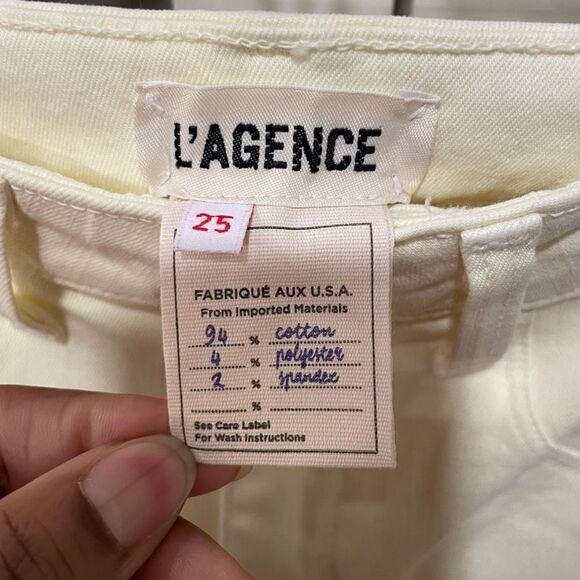 L'AGENCE
25
FABRIQUÉ AUX U.S.A.
From Imported Materials
94 % cotton
4 % polyester
2 % spandex
%
See Care Label
For Wash Instructions